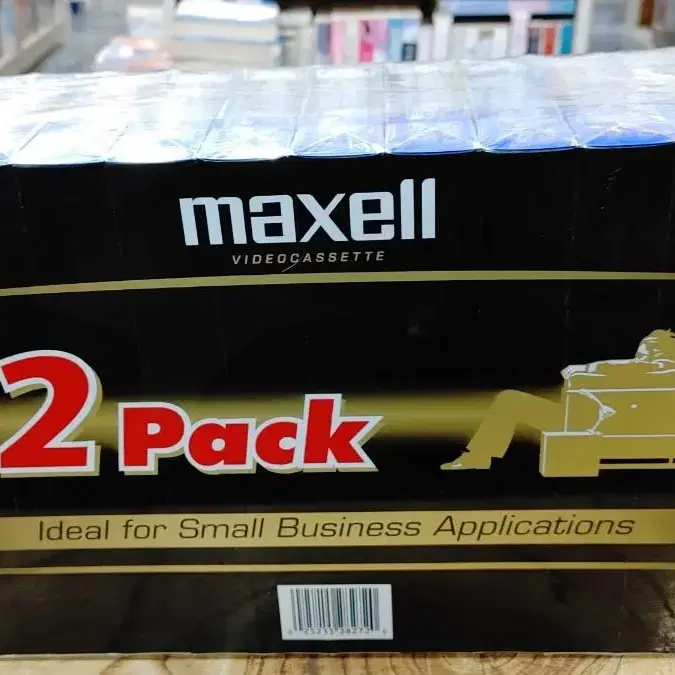 maxell
VIDEOCASSETTE
2 Pack
Ideal for Small Business Applications